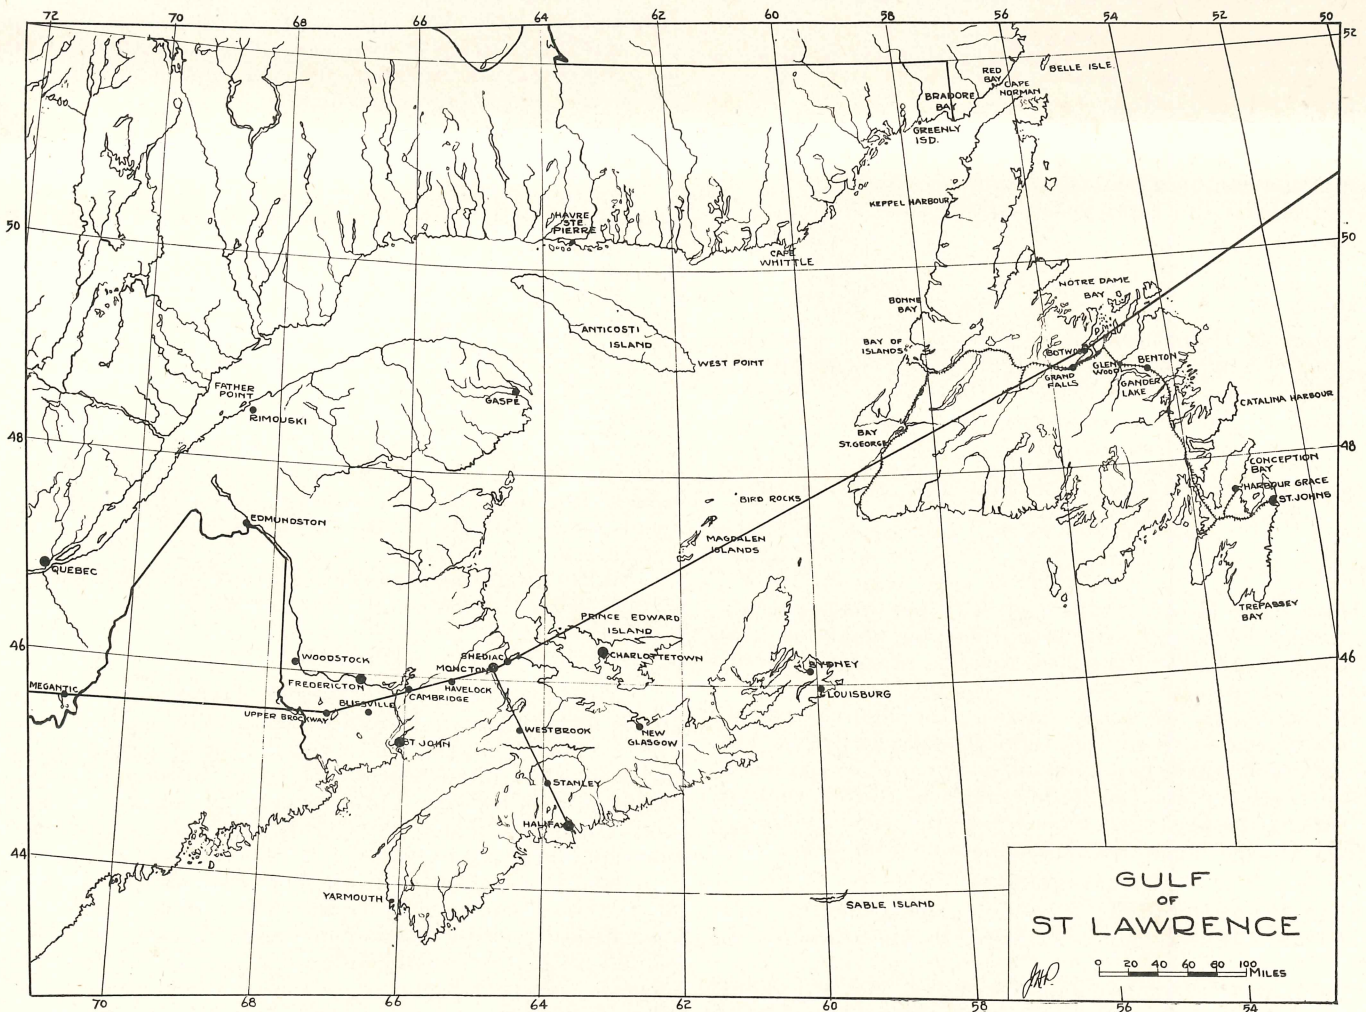 72
70
68
66
64
62
60
58
56
54
52
50
52
RED
BAY
CAPE
NORMAN
BELLE ISLE.
BRADORE
BAY
GREENLY
ISD.
KEPPEL HARBOUR
50
HAVRE
STE
PIERRE
CAPE
WHITTLE
50
NOTRE DAME
BAY
BONNE
BAY
ANTICOSTI
ISLAND
WEST POINT
BAY OF
ISLANDS
BOTWOOD
GLEN
WOOD
BENTON
GRAND
FALLS
GANDER
LAKE
FATHER
POINT
RIMOUSKI
GASPE
CATALINA HARBOUR
48
BAY
ST. GEORGE
48
CONCEPTION
BAY
HARBOUR GRACE
ST. JOHNS
BIRD ROCKS
MAGDALEN
ISLANDS
EDMUNDSTON
QUEBEC
TREPASSEY
BAY
PRINCE EDWARD
ISLAND
CHARLOTTETOWN
46
46
WOODSTOCK
SHEDIAC
MONCTON
SYDNEY
LOUISBURG
MEGANTIC
FREDERICTON
HAVELOCK
CAMBRIDGE
BLISSVILLE
UPPER BROCKWAY
ST JOHN
WESTBROOK
NEW
GLASGOW
STANLEY
HALIFAX
44
YARMOUTH
SABLE ISLAND
GULF
OF
ST LAWRENCE
0 20 40 60 80 100
MILES
JHP.
70
68
66
64
62
60
58
56
54